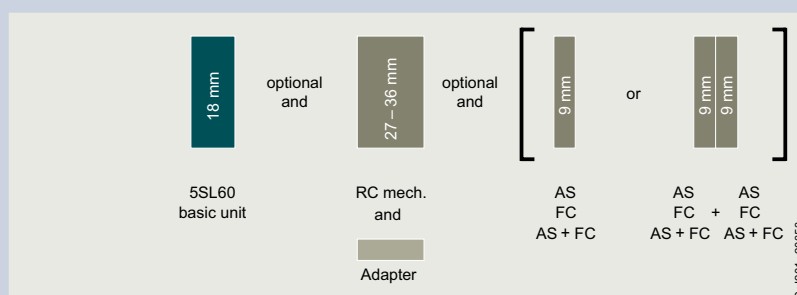 18 mm
optional
and
27 – 36 mm
optional
and
9 mm
or
9 mm
9 mm
5SL60
basic unit
RC mech.
and
Adapter
AS
FC
AS + FC
AS AS
FC + FC
AS + FC AS + FC